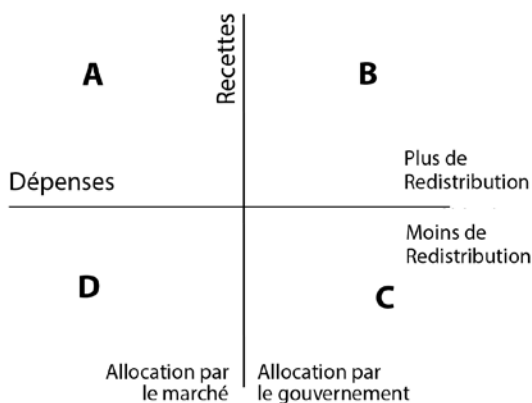 A
B
Recettes
Dépenses
Plus de
Redistribution
Moins de
Redistribution
D
C
Allocation par
le marché
Allocation par
le gouvernement